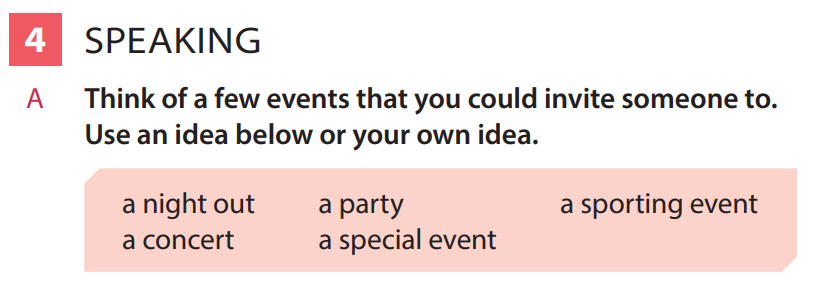 4 SPEAKING
A Think of a few events that you could invite someone to.
Use an idea below or your own idea.
a night out a party a sporting event
a concert a special event